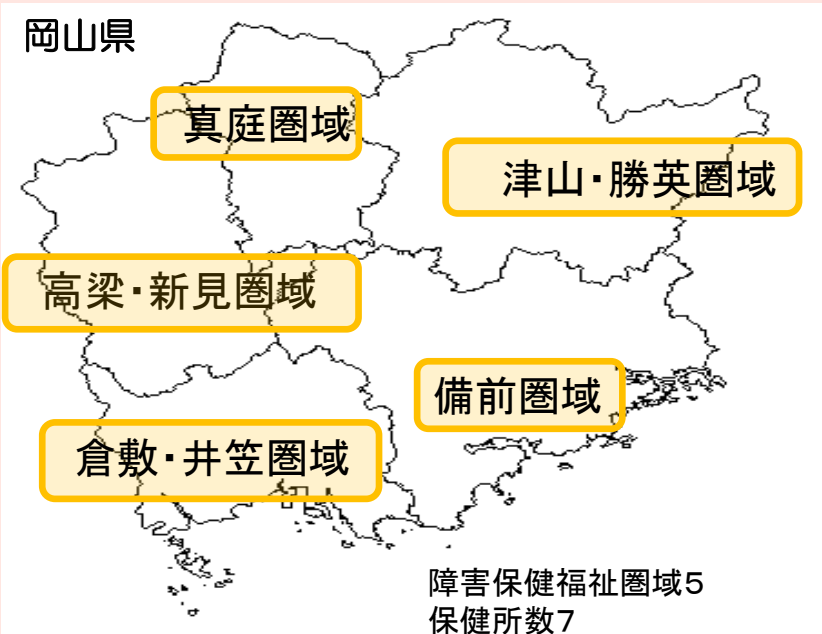 岡山県
真庭圏域
津山・勝英圏域
高梁・新見圏域
備前圏域
倉敷・井笠圏域
障害保健福祉圏域5
保健所数7